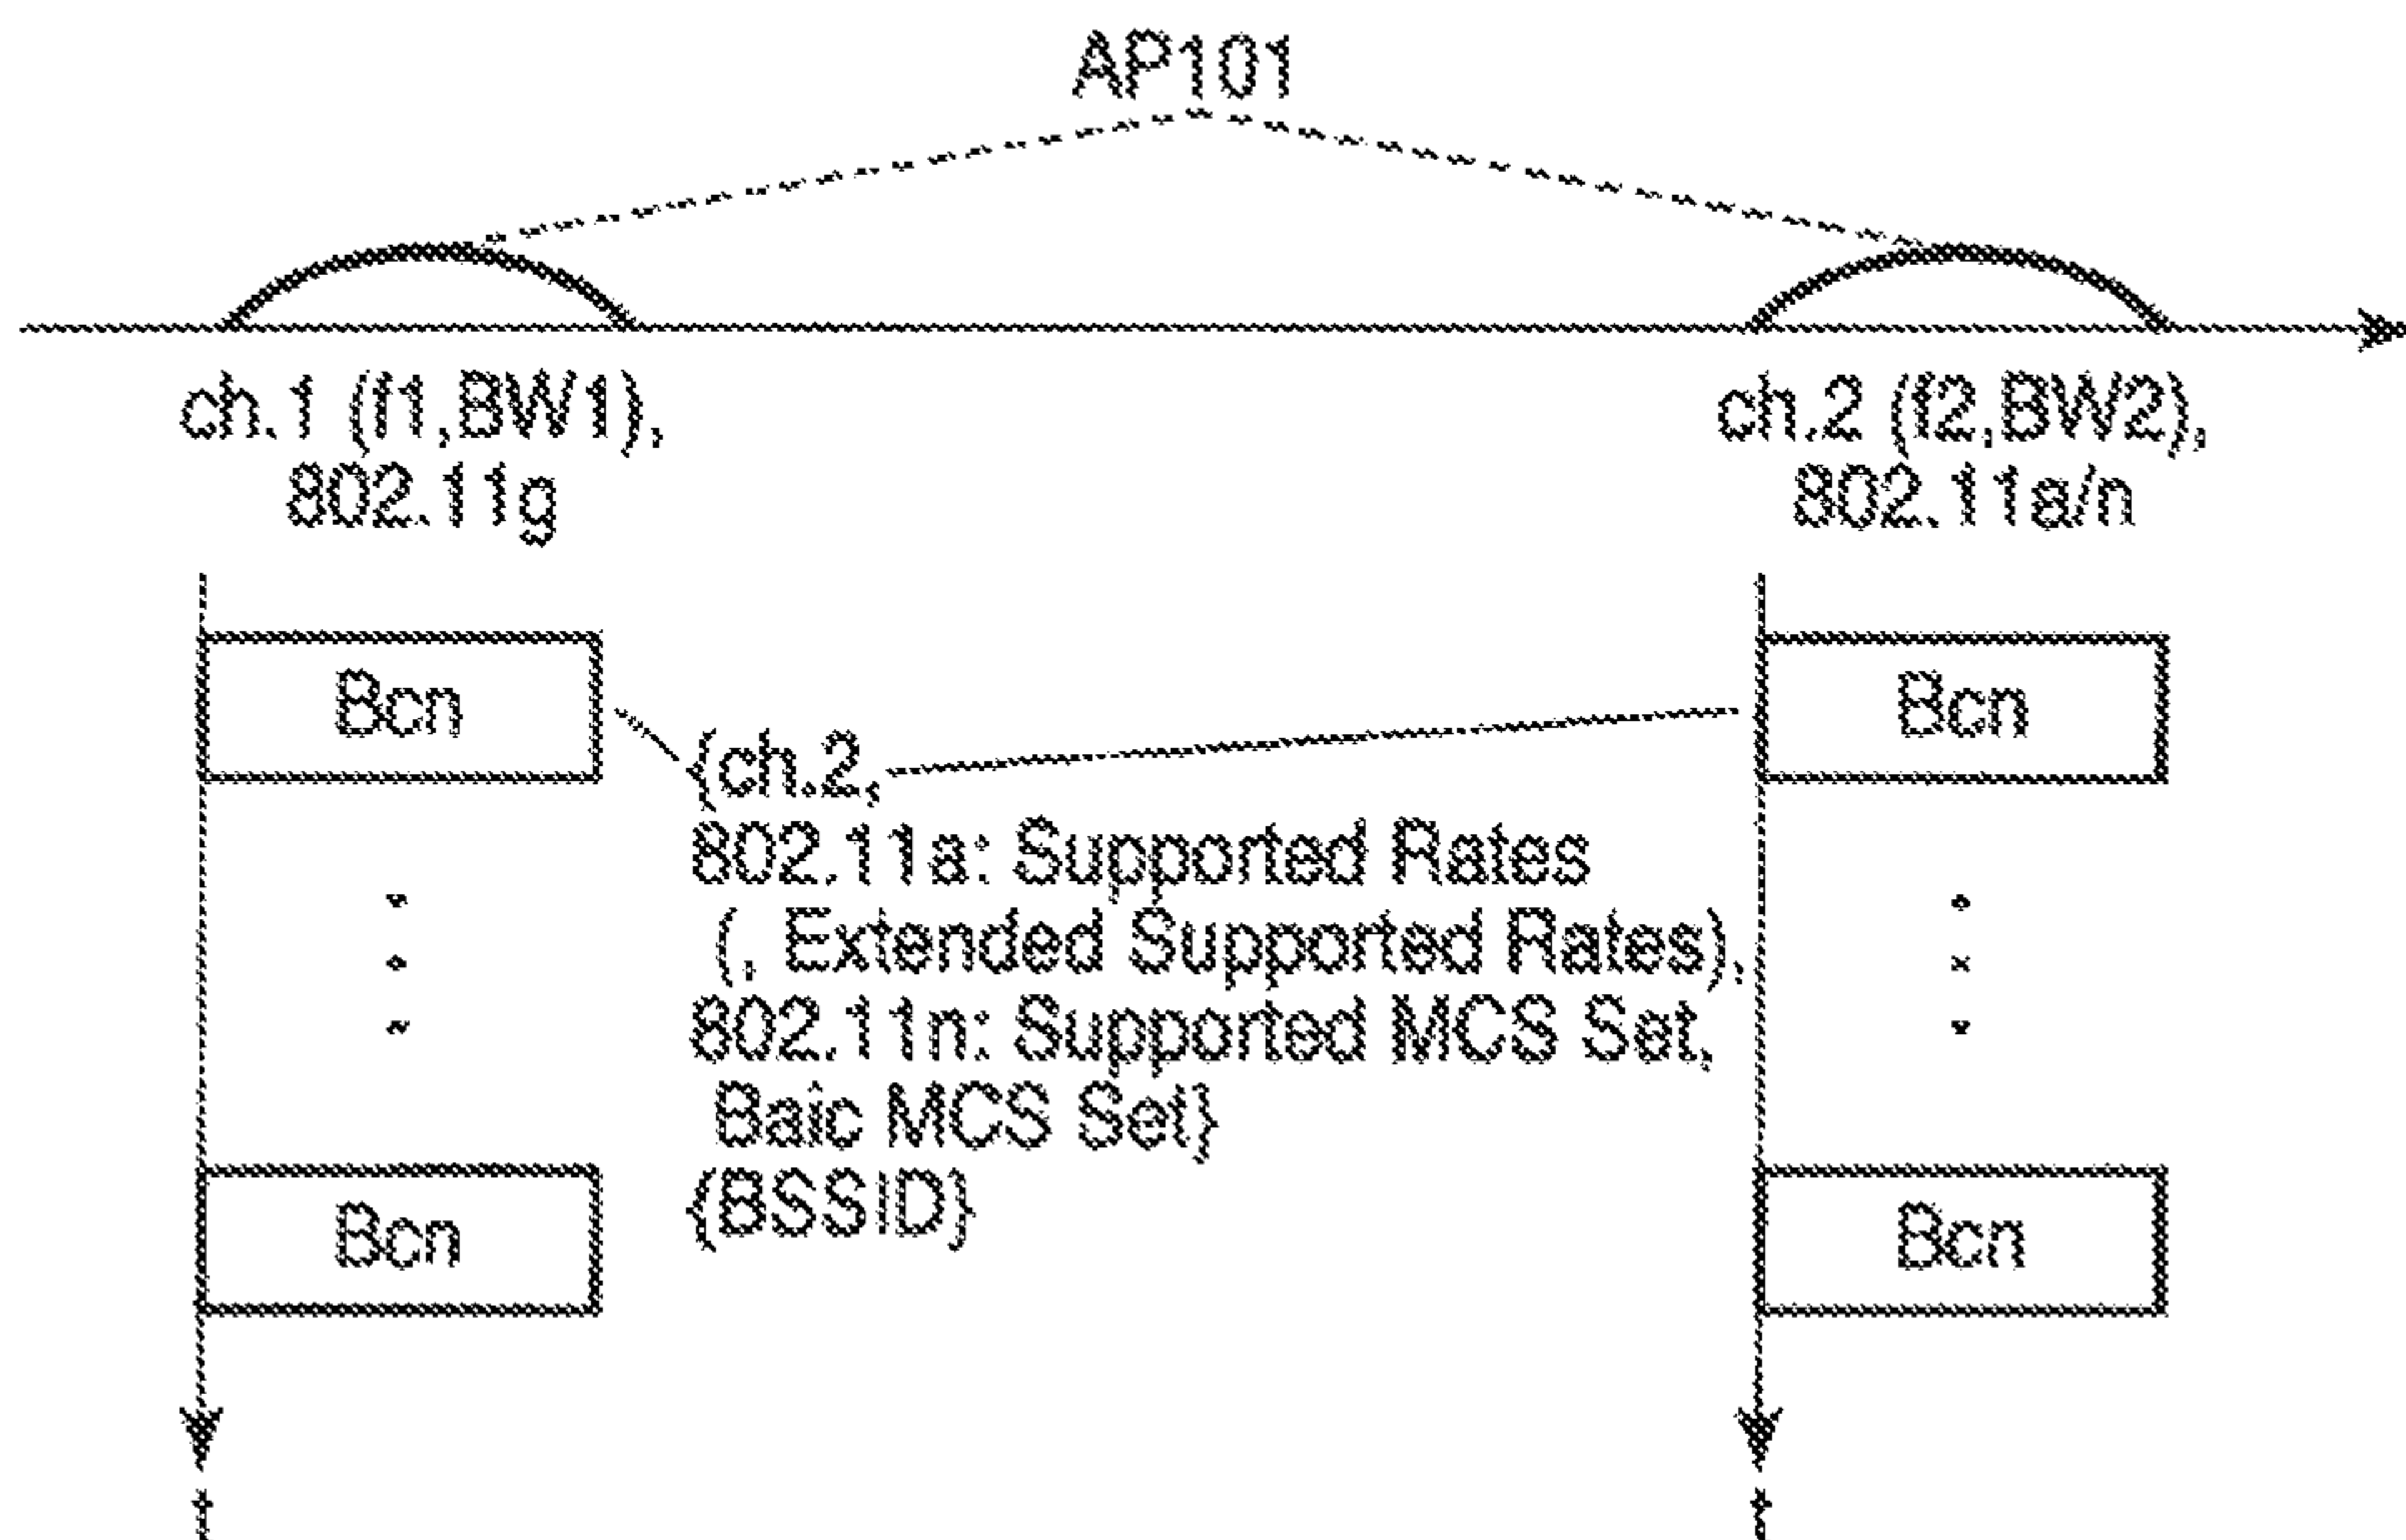 AP101
ch.1 (f1,BW1),
802.11g
ch.2 (f2,BW2),
802.11a/n
Bcn
Bcn
{ch.2,
802.11a: Supported Rates
(, Extended Supported Rates),
802.11n: Supported MCS Set,
Baic MCS Set}
{BSSID}
Bcn
Bcn